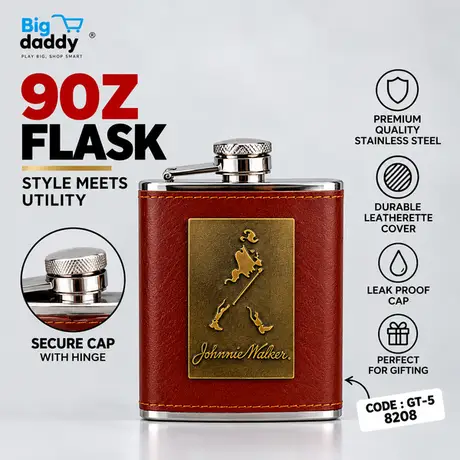 Big
daddy ®
PLAY BIG, SHOP SMART
9OZ
FLASK
STYLE MEETS
UTILITY
SECURE CAP
WITH HINGE
PREMIUM
QUALITY
STAINLESS STEEL
DURABLE
LEATHERETTE
COVER
LEAK PROOF
CAP
PERFECT
FOR GIFTING
Johnnie Walker.
CODE : GT-5
8208